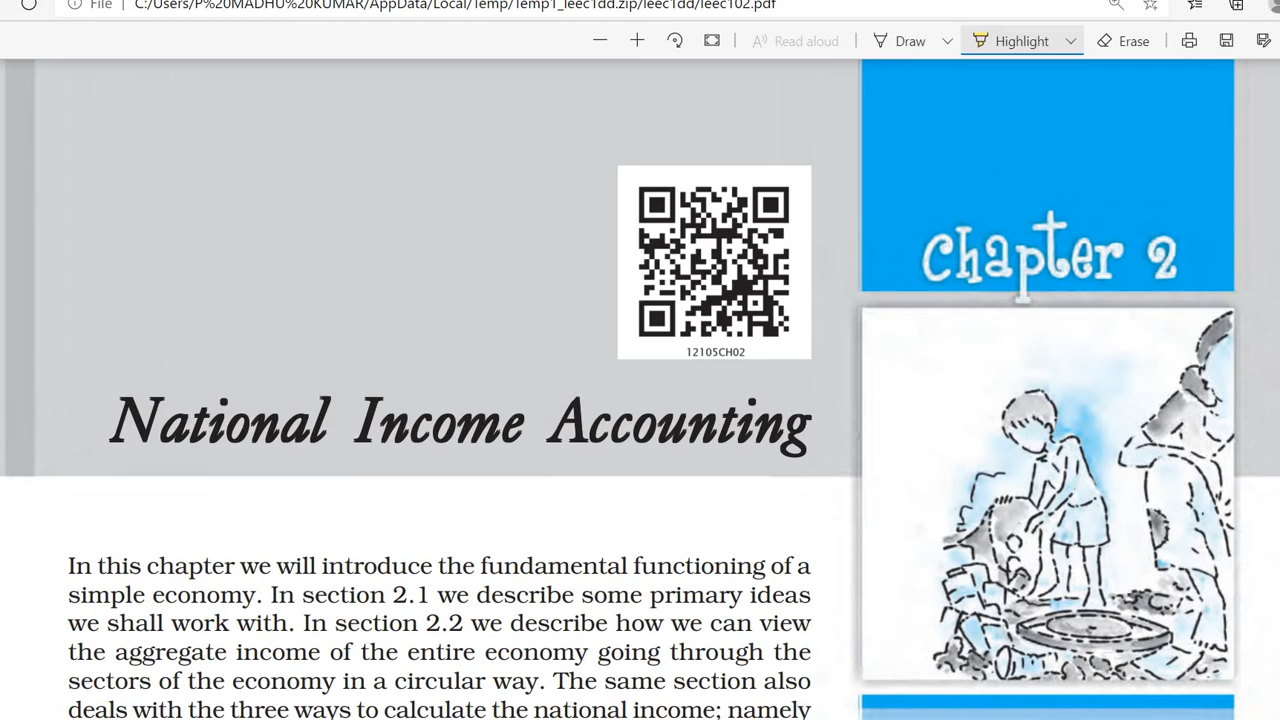 File C:/Users/P%20MADHU%20KUMAR/AppData/Local/Temp/Temp1_leec1dd.zip/leec1dd/leec102.pdf
Read aloud Draw Highlight Erase
Chapter 2
12105CH02
National Income Accounting
In this chapter we will introduce the fundamental functioning of a
simple economy. In section 2.1 we describe some primary ideas
we shall work with. In section 2.2 we describe how we can view
the aggregate income of the entire economy going through the
sectors of the economy in a circular way. The same section also
deals with the three ways to calculate the national income; namely